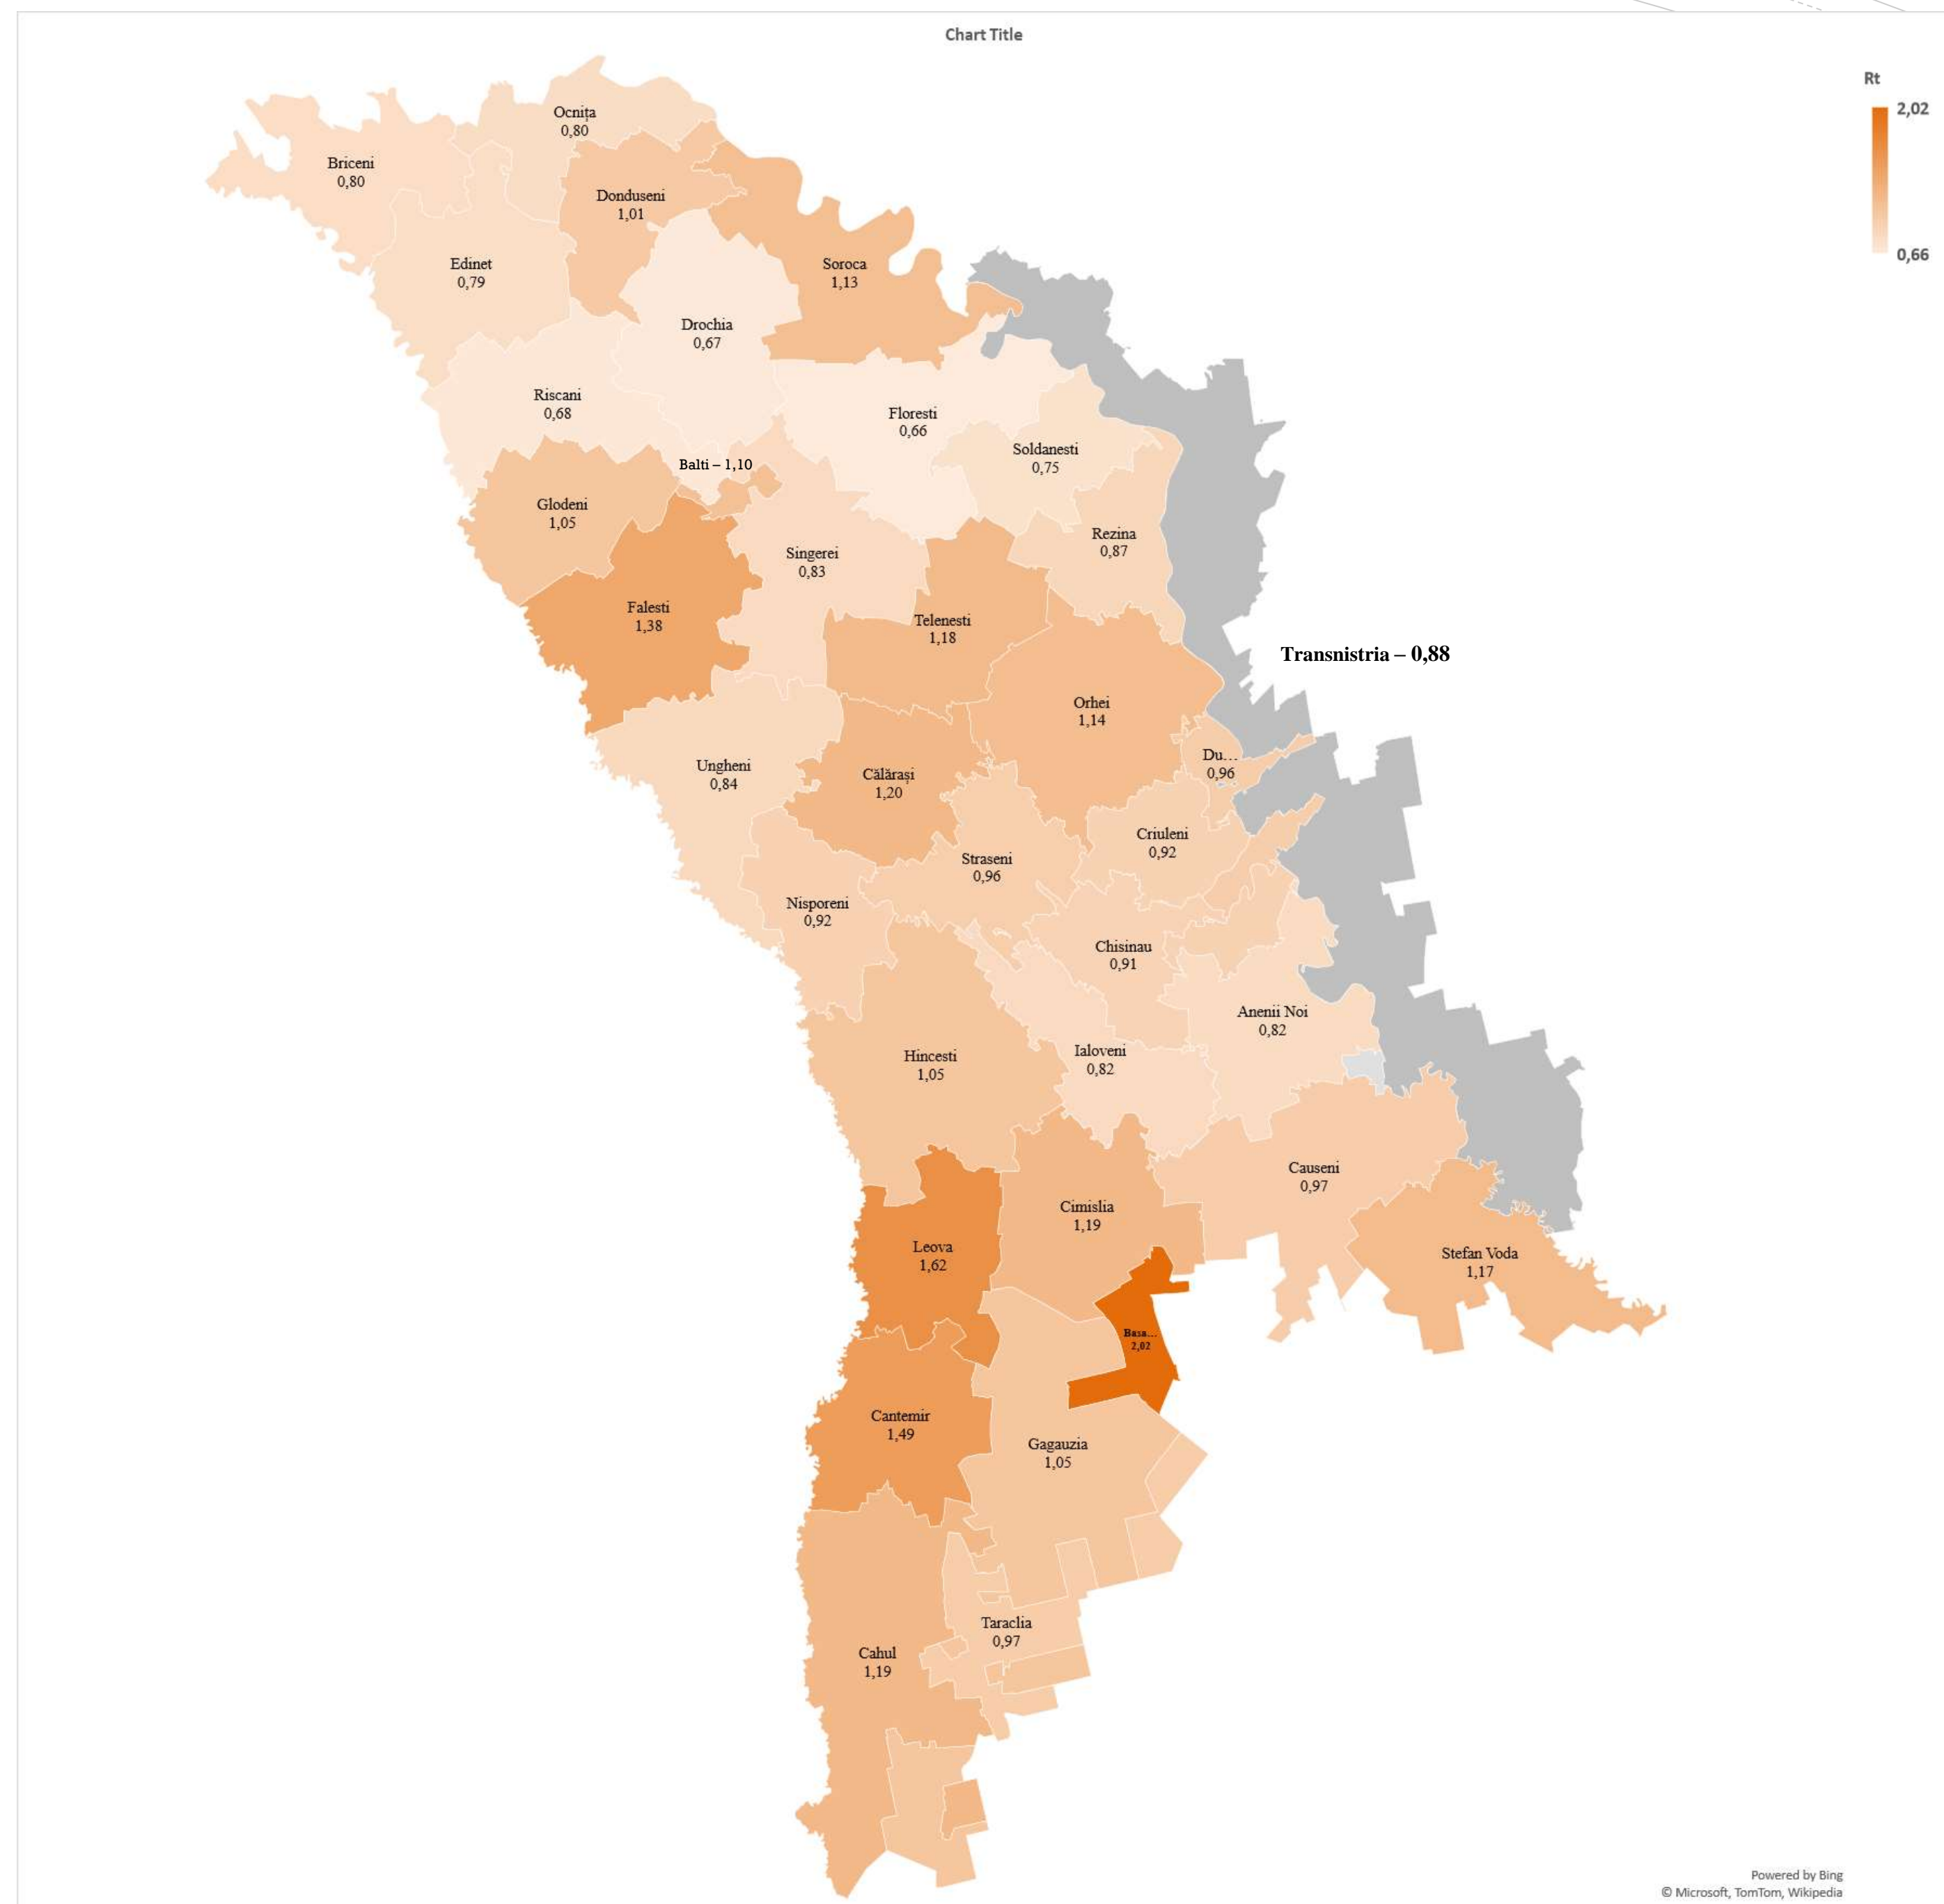 Chart Title
Rt
2,02
0,66
Ocnița
0,80
Briceni
0,80
Donduseni
1,01
Edinet
0,79
Soroca
1,13
Drochia
0,67
Riscani
0,68
Floresti
0,66
Soldanesti
0,75
Balti – 1,10
Glodeni
1,05
Rezina
0,87
Singerei
0,83
Falesti
1,38
Telenesti
1,18
Transnistria – 0,88
Orhei
1,14
Du...
0,96
Ungheni
0,84
Călărași
1,20
Criuleni
0,92
Straseni
0,96
Nisporeni
0,92
Chisinau
0,91
Anenii Noi
0,82
Ialoveni
0,82
Hincesti
1,05
Causeni
0,97
Cimislia
1,19
Leova
1,62
Stefan Voda
1,17
Basa...
2,02
Cantemir
1,49
Gagauzia
1,05
Taraclia
0,97
Cahul
1,19
Powered by Bing
© Microsoft, TomTom, Wikipedia